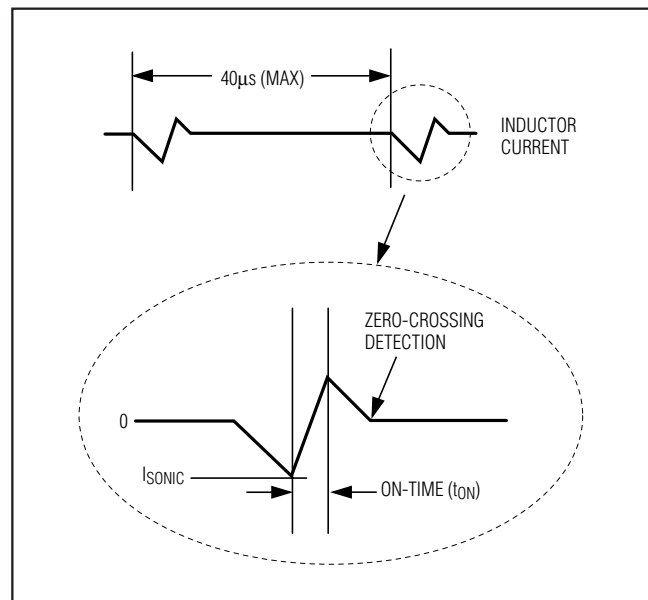 40μs (MAX)
INDUCTOR
CURRENT
ZERO-CROSSING
DETECTION
0
ISONIC
ON-TIME (tON)